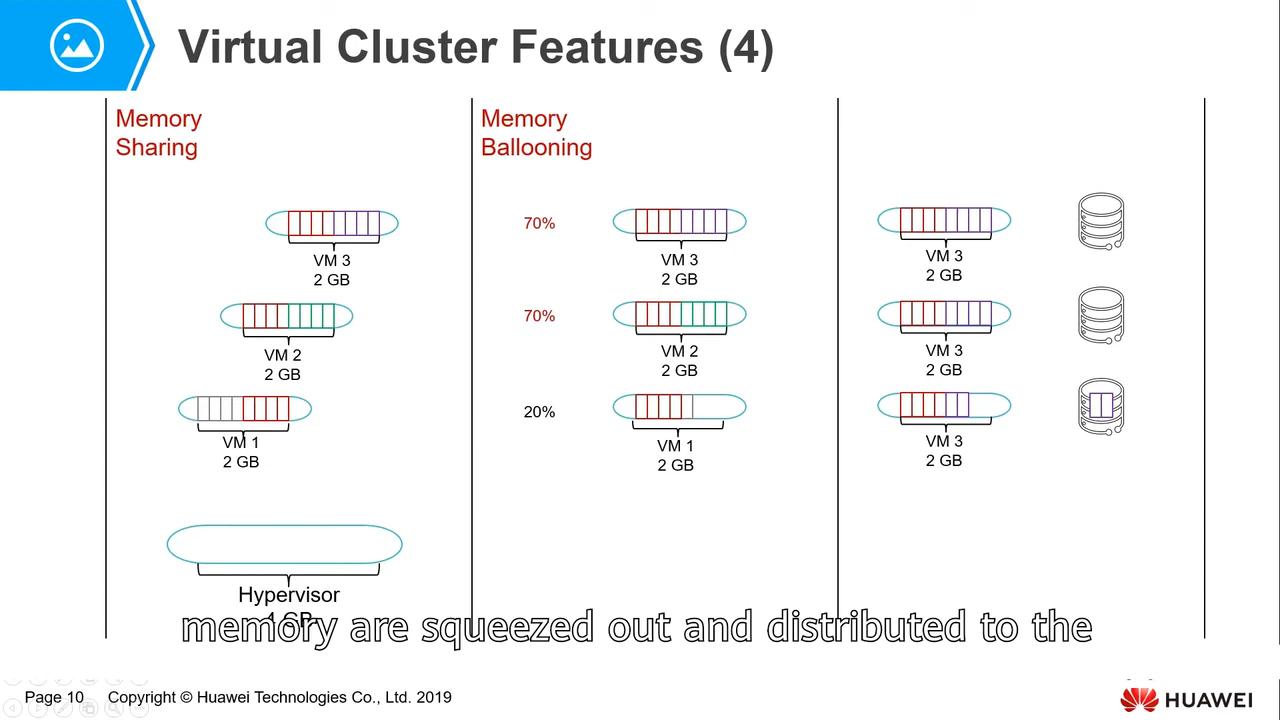 Virtual Cluster Features (4)
Memory
Sharing
VM 3
2 GB
VM 2
2 GB
VM 1
2 GB
Hypervisor
4 GB
Memory
Ballooning
70%
VM 3
2 GB
70%
VM 2
2 GB
20%
VM 1
2 GB
VM 3
2 GB
VM 3
2 GB
VM 3
2 GB
memory are squeezed out and distributed to the
Page 10
Copyright © Huawei Technologies Co., Ltd. 2019
HUAWEI